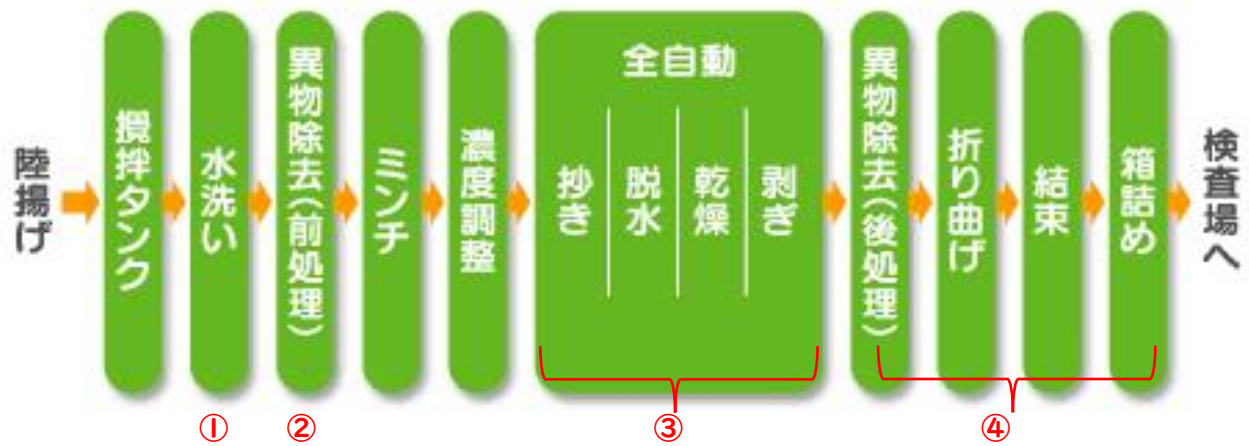 陸揚げ
攪拌タンク
水洗い
異物除去(前処理)
ミンチ
濃度調整
全自動
抄き
脱水
乾燥
剥ぎ
異物除去(後処理)
折り曲げ
結束
箱詰め
検査場へ
①
②
③
④